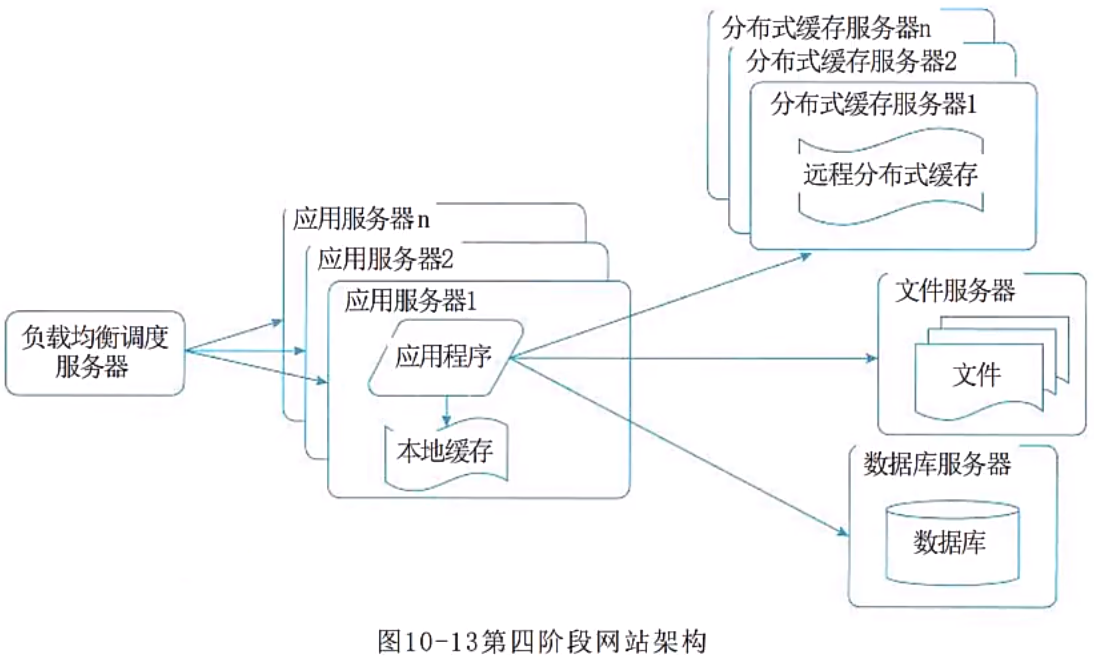 分布式缓存服务器n
分布式缓存服务器2
分布式缓存服务器1
远程分布式缓存
应用服务器n
应用服务器2
应用服务器1
应用程序
本地缓存
负载均衡调度
服务器
文件服务器
文件
数据库服务器
数据库
图10-13第四阶段网站架构